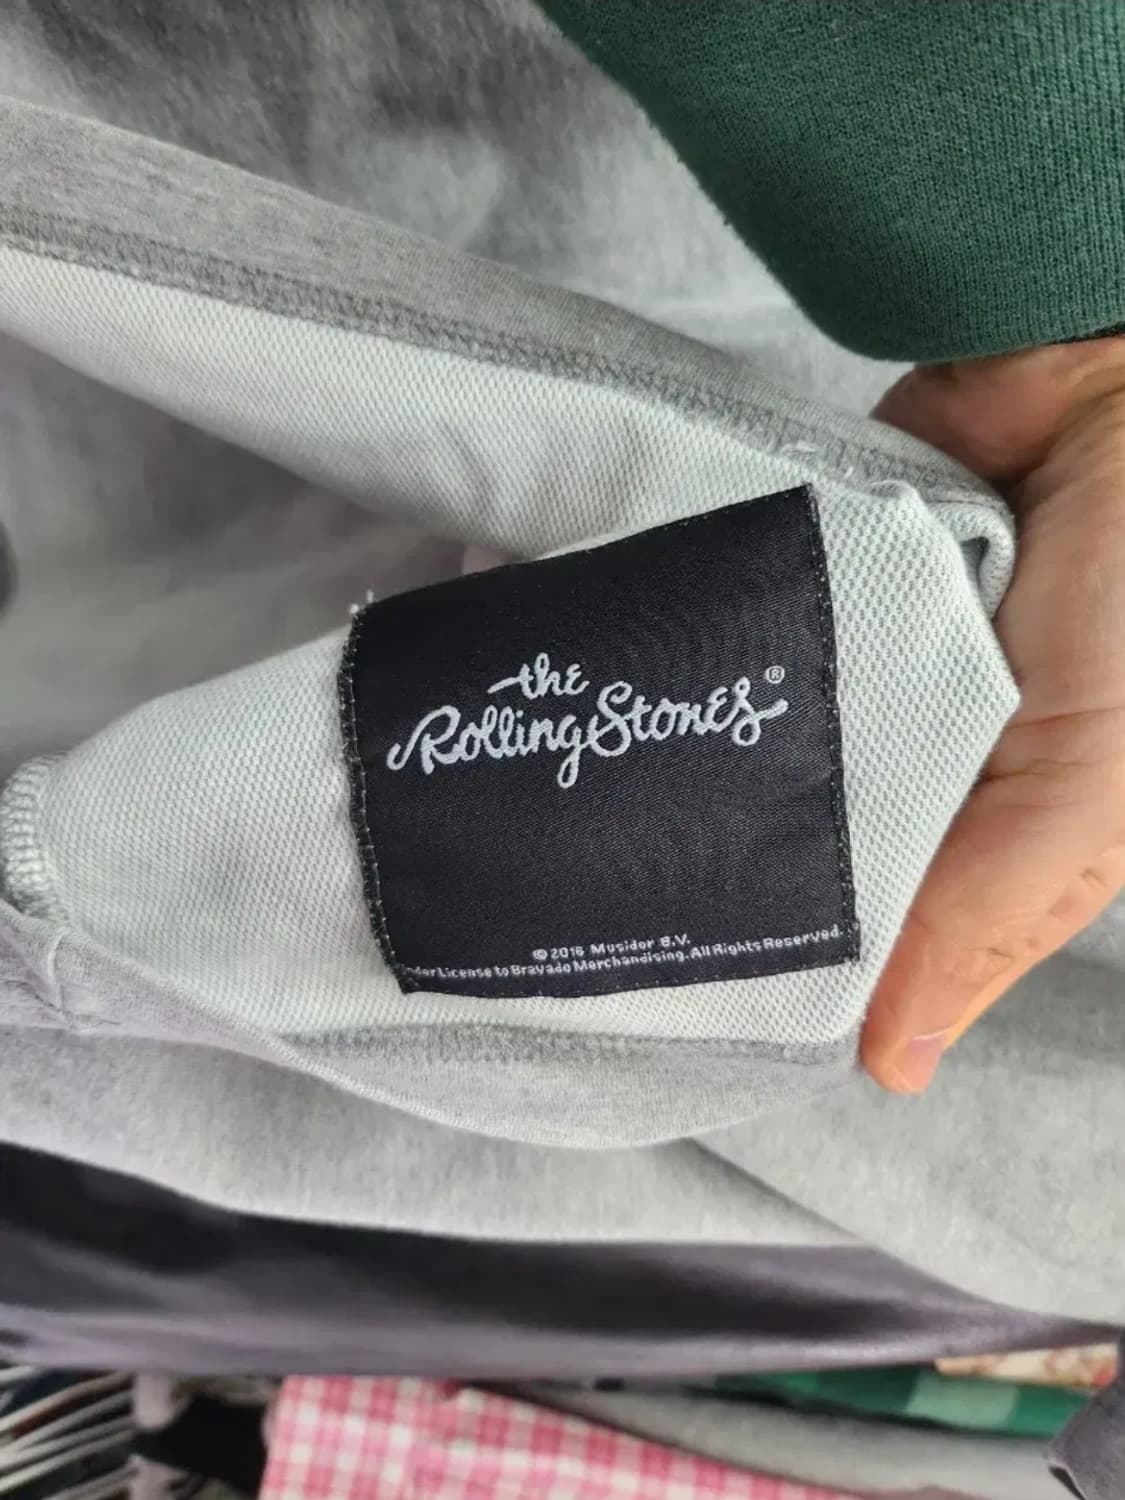 the
Rolling Stones®
© 2016 Musidor B.V.
License to Bravado Merchandising. All Rights Reserved.